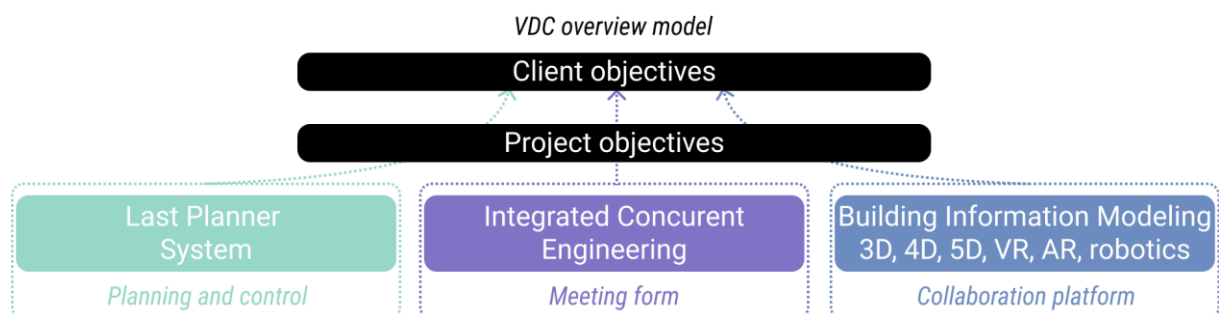 VDC overview model
Client objectives
Project objectives
Last Planner
System
Integrated Concurent
Engineering
Building Information Modeling
3D, 4D, 5D, VR, AR, robotics
Planning and control
Meeting form
Collaboration platform